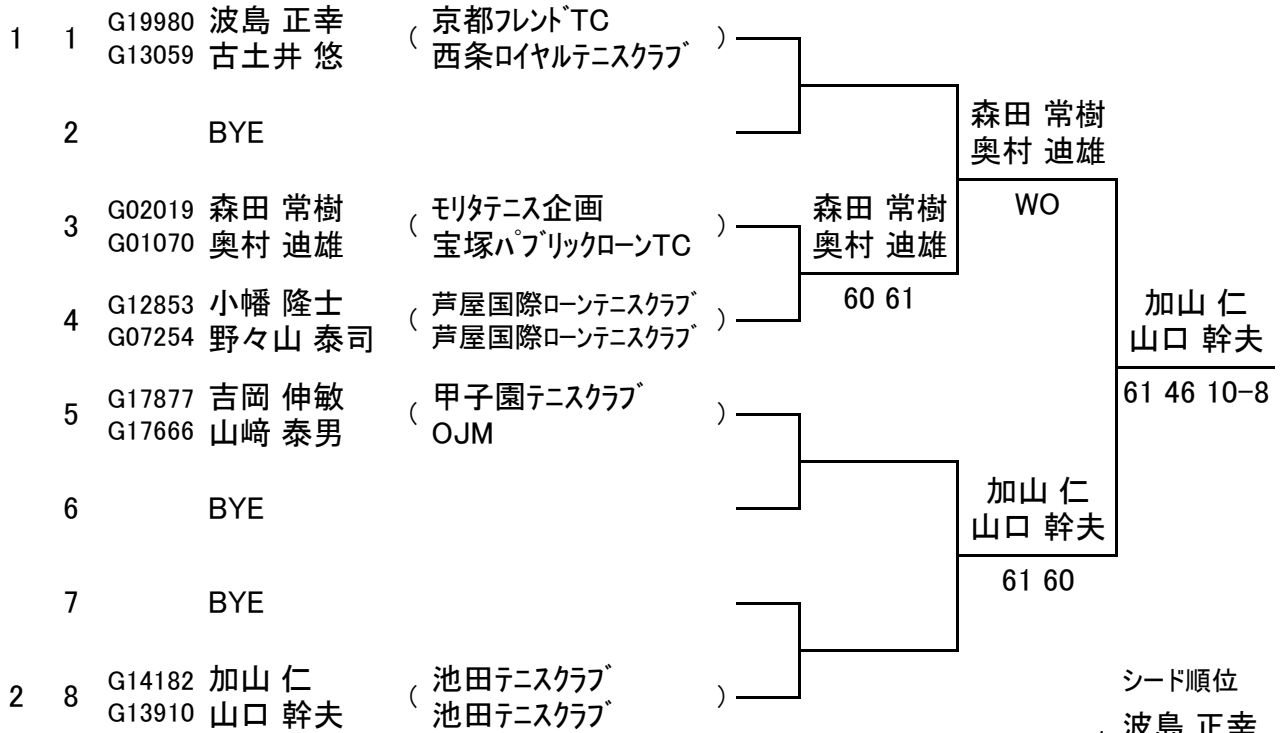 1 1 G19980 波島 正幸 ( 京都フレンドTC )
G13059 古土井 悠 西条ロイヤルテニスクラブ
2 BYE
森田 常樹
奥村 迪雄
WO
3 G02019 森田 常樹 ( モリタテニス企画 )
G01070 奥村 迪雄 宝塚パブリックローンTC
森田 常樹
奥村 迪雄
60 61
4 G12853 小幡 隆士 ( 芦屋国際ローンテニスクラブ )
G07254 野々山 泰司 芦屋国際ローンテニスクラブ
加山 仁
山口 幹夫
61 46 10-8
5 G17877 吉岡 伸敏 ( 甲子園テニスクラブ )
G17666 山﨑 泰男 OJM
6 BYE
加山 仁
山口 幹夫
61 60
7 BYE
2 8 G14182 加山 仁 ( 池田テニスクラブ )
G13910 山口 幹夫 池田テニスクラブ
シード順位
波島 正幸